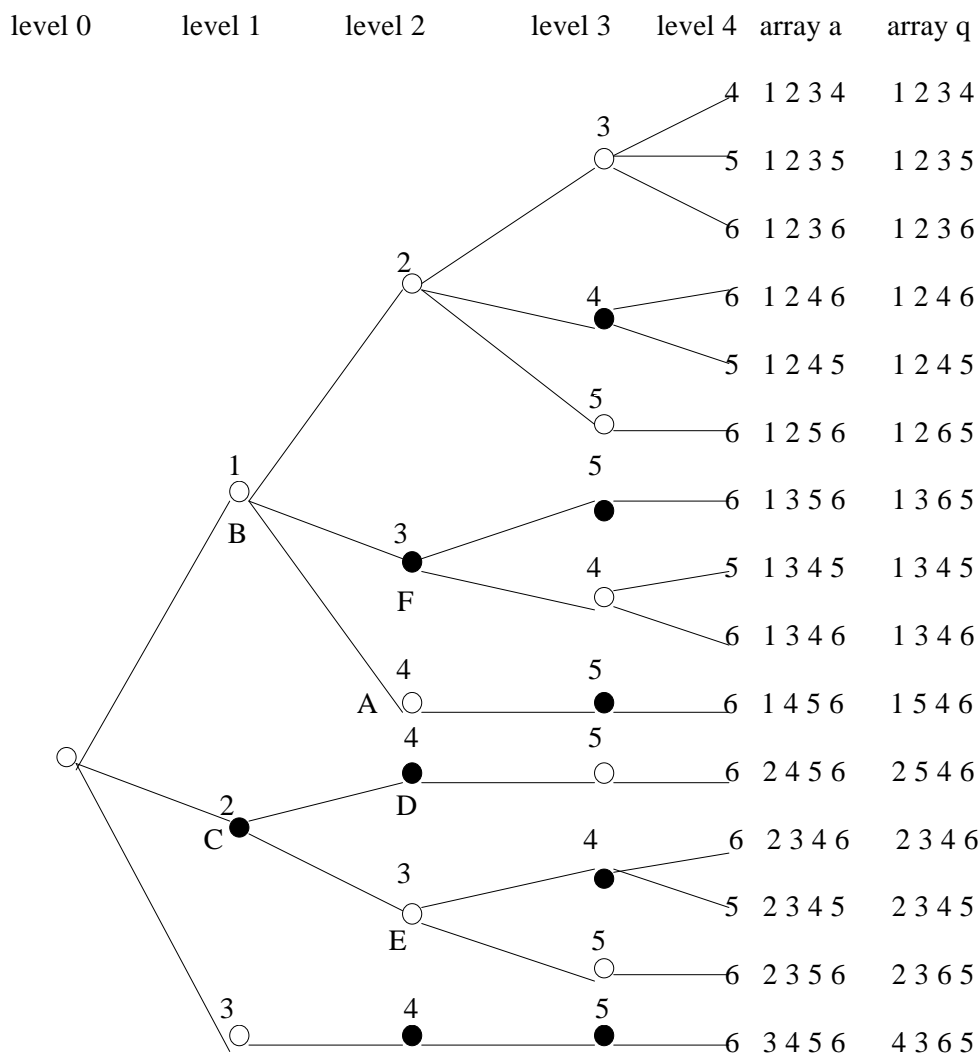 level 0 level 1 level 2 level 3 level 4 array a array q
4 1 2 3 4 1 2 3 4
3
5 1 2 3 5 1 2 3 5
6 1 2 3 6 1 2 3 6
2
4 6 1 2 4 6 1 2 4 6
5 1 2 4 5 1 2 4 5
5
6 1 2 5 6 1 2 6 5
1 5
6 1 3 5 6 1 3 6 5
B 3
4 5 1 3 4 5 1 3 4 5
F
6 1 3 4 6 1 3 4 6
4 5
A 6 1 4 5 6 1 5 4 6
4 5
6 2 4 5 6 2 5 4 6
2 D
C 4 6 2 3 4 6 2 3 4 6
3
5 2 3 4 5 2 3 4 5
E 5
6 2 3 5 6 2 3 6 5
3 4 5
6 3 4 5 6 4 3 6 5